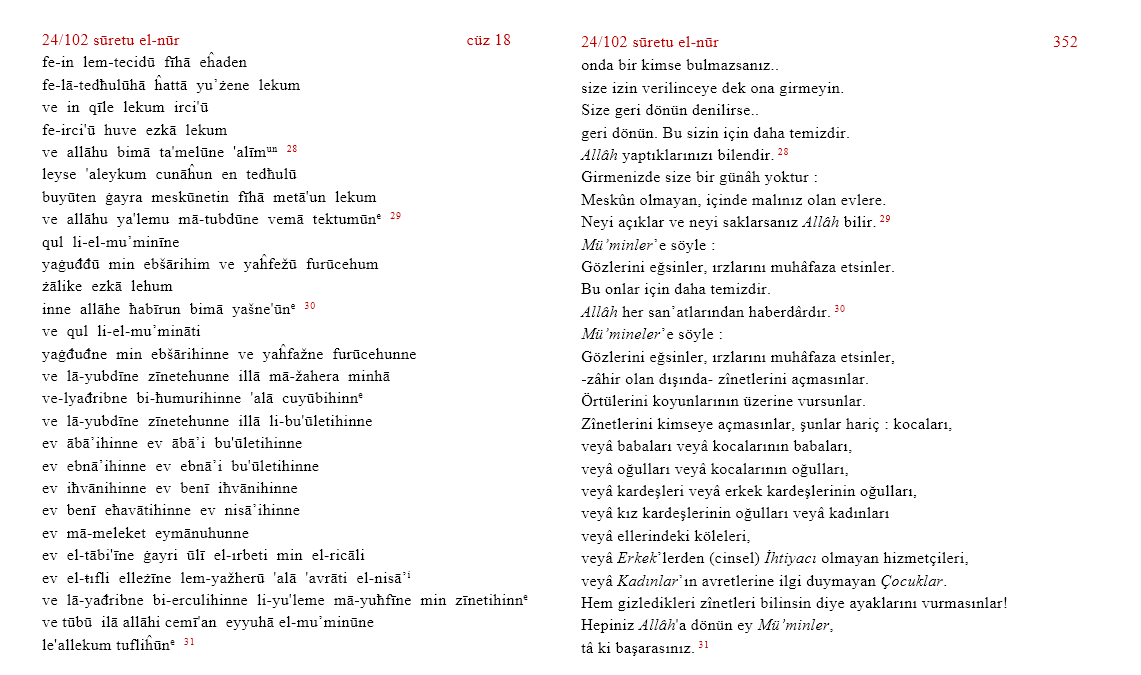 24/102 sūretu el-nūr cüz 18
fe-in lem-tecidū fīhā eĥaden
fe-lā-tedħulūhā ĥattā yu’żene lekum
ve in qīle lekum irci'ū
fe-irci'ū huve ezkā lekum
ve allāhu bimā ta'melūne 'alīmᵘⁿ 28
leyse 'aleykum cunāĥun en tedħulū
buyūten ġayra meskūnetin fīhā metā'un lekum
ve allāhu ya'lemu mā-tubdūne vemā tektumūnᵉ 29
qul li-el-mu’minīne
yaġuđđū min ebšārihim ve yaĥfežū furūcehum
żālike ezkā lehum
inne allāhe ħabīrun bimā yašne'ūnᵉ 30
ve qul li-el-mu’mināti
yaġđuđne min ebšārihinne ve yaĥfažne furūcehunne
ve lā-yubdīne zīnetehunne illā mā-žahera minhā
ve-lyađribne bi-ħumurihinne 'alā cuyūbihinnᵉ
ve lā-yubdīne zīnetehunne illā li-bu'ūletihinne
ev ābā’ihinne ev ābā’i bu'ūletihinne
ev ebnā’ihinne ev ebnā’i bu'ūletihinne
ev iħvānihinne ev benī iħvānihinne
ev benī eħavātihinne ev nisā’ihinne
ev mā-meleket eymānuhunne
ev el-tābi'īne ġayri ūlī el-ırbeti min el-ricāli
ev el-ŧıfli elleżīne lem-yažherū 'alā 'avrāti el-nisā’ⁱ
ve lā-yađribne bi-erculihinne li-yu'leme mā-yuħfīne min zīnetihinnᵉ
ve tūbū ilā allāhi cemī'an eyyuhā el-mu’minūne
le'allekum tufliĥūnᵉ 31
24/102 sūretu el-nūr 352
onda bir kimse bulmazsanız..
size izin verilinceye dek ona girmeyin.
Size geri dönün denilirse..
geri dönün. Bu sizin için daha temizdir.
Allâh yaptıklarınızı bilendir. 28
Girmenizde size bir günâh yoktur :
Meskûn olmayan, içinde malınız olan evlere.
Neyi açıklar ve neyi saklarsanız Allâh bilir. 29
Mü’minler’e söyle :
Gözlerini eğsinler, ırzlarını muhâfaza etsinler.
Bu onlar için daha temizdir.
Allâh her san’atlarından haberdârdır. 30
Mü’mineler’e söyle :
Gözlerini eğsinler, ırzlarını muhâfaza etsinler,
-zâhir olan dışında- zînetlerini açmasınlar.
Örtülerini koyunlarının üzerine vursunlar.
Zînetlerini kimseye açmasınlar, şunlar hariç : kocaları,
veyâ babaları veyâ kocalarının babaları,
veyâ oğulları veyâ kocalarının oğulları,
veyâ kardeşleri veyâ erkek kardeşlerinin oğulları,
veyâ kız kardeşlerinin oğulları veyâ kadınları
veyâ ellerindeki köleleri,
veyâ Erkek’lerden (cinsel) İhtiyacı olmayan hizmetçileri,
veyâ Kadınlar’ın avretlerine ilgi duymayan Çocuklar.
Hem gizledikleri zînetleri bilinsin diye ayaklarını vurmasınlar!
Hepiniz Allâh'a dönün ey Mü’minler,
tâ ki başarasınız. 31